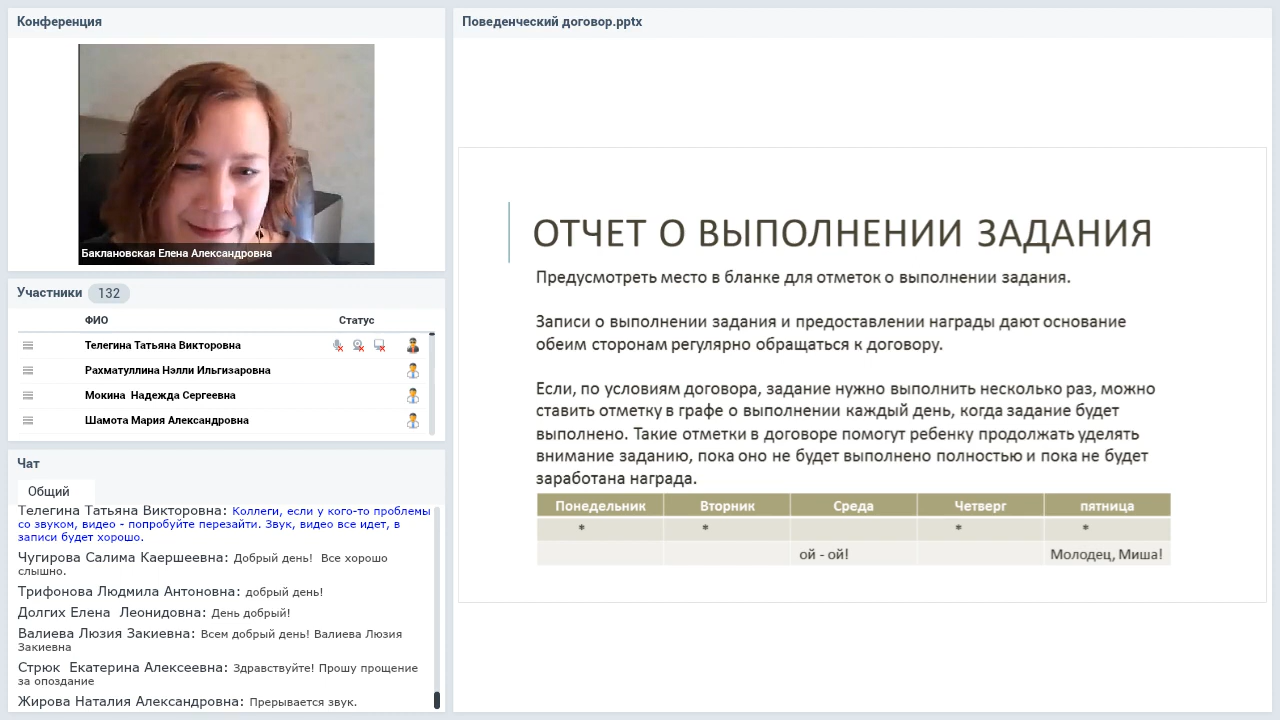 Конференция
Баклановская Елена Александровна
Участники 132
ФИО Статус
Телегина Татьяна Викторовна
Рахматуллина Нэлли Ильгизаровна
Мокина Надежда Сергеевна
Шамота Мария Александровна
Чат
Общий
Телегина Татьяна Викторовна: Коллеги, если у кого-то проблемы
со звуком, видео - попробуйте перезайти. Звук, видео все идет, в
записи будет хорошо.
Чугирова Салима Каершеевна: Добрый день! Все хорошо
слышно.
Трифонова Людмила Антоновна: добрый день!
Долгих Елена Леонидовна: День добрый!
Валиева Люзия Закиевна: Всем добрый день! Валиева Люзия
Закиевна
Стрюк Екатерина Алексеевна: Здравствуйте! Прошу прощение
за опоздание
Жирова Наталия Александровна: Прерывается звук.
Поведенческий договор.pptx
ОТЧЕТ О ВЫПОЛНЕНИИ ЗАДАНИЯ
Предусмотреть место в бланке для отметок о выполнении задания.
Записи о выполнении задания и предоставлении награды дают основание
обеим сторонам регулярно обращаться к договору.
Если, по условиям договора, задание нужно выполнить несколько раз, можно
ставить отметку в графе о выполнении каждый день, когда задание будет
выполнено. Такие отметки в договоре помогут ребенку продолжать уделять
внимание заданию, пока оно не будет выполнено полностью и пока не будет
заработана награда.
Понедельник Вторник Среда Четверг пятница
* * * *
ой - ой! Молодец, Миша!